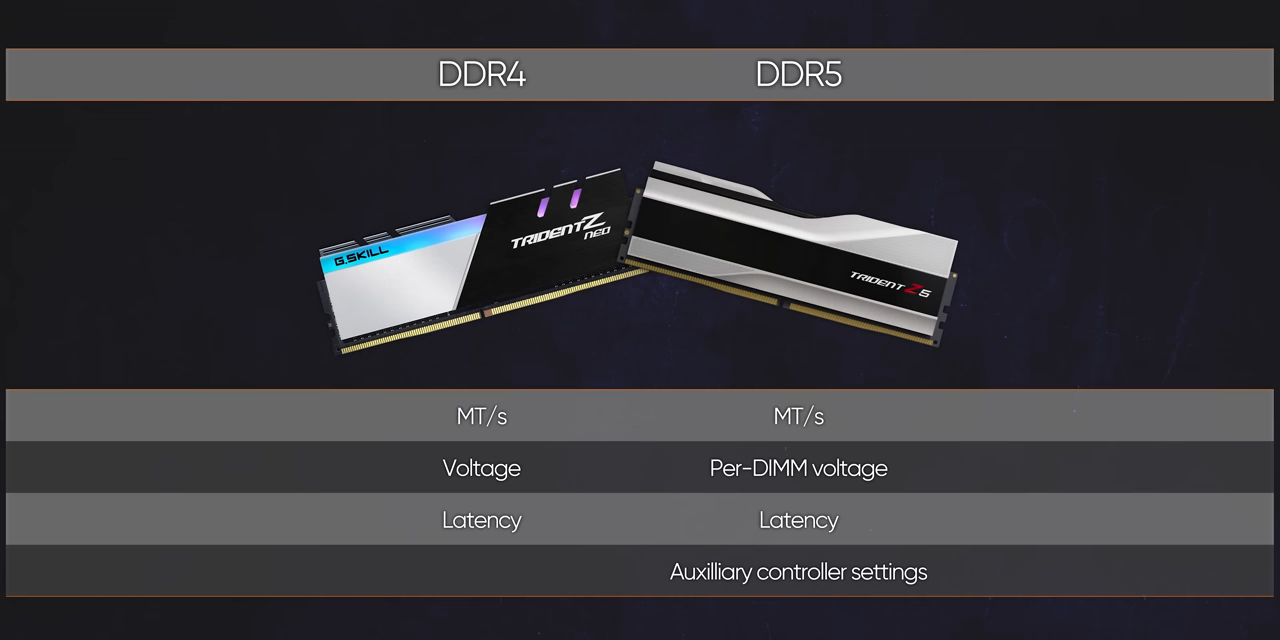 DDR4 DDR5
G.SKILL
TRIDENTZ
NEO
TRIDENT Z5
MT/s MT/s
Voltage Per-DIMM voltage
Latency Latency
Auxilliary controller settings